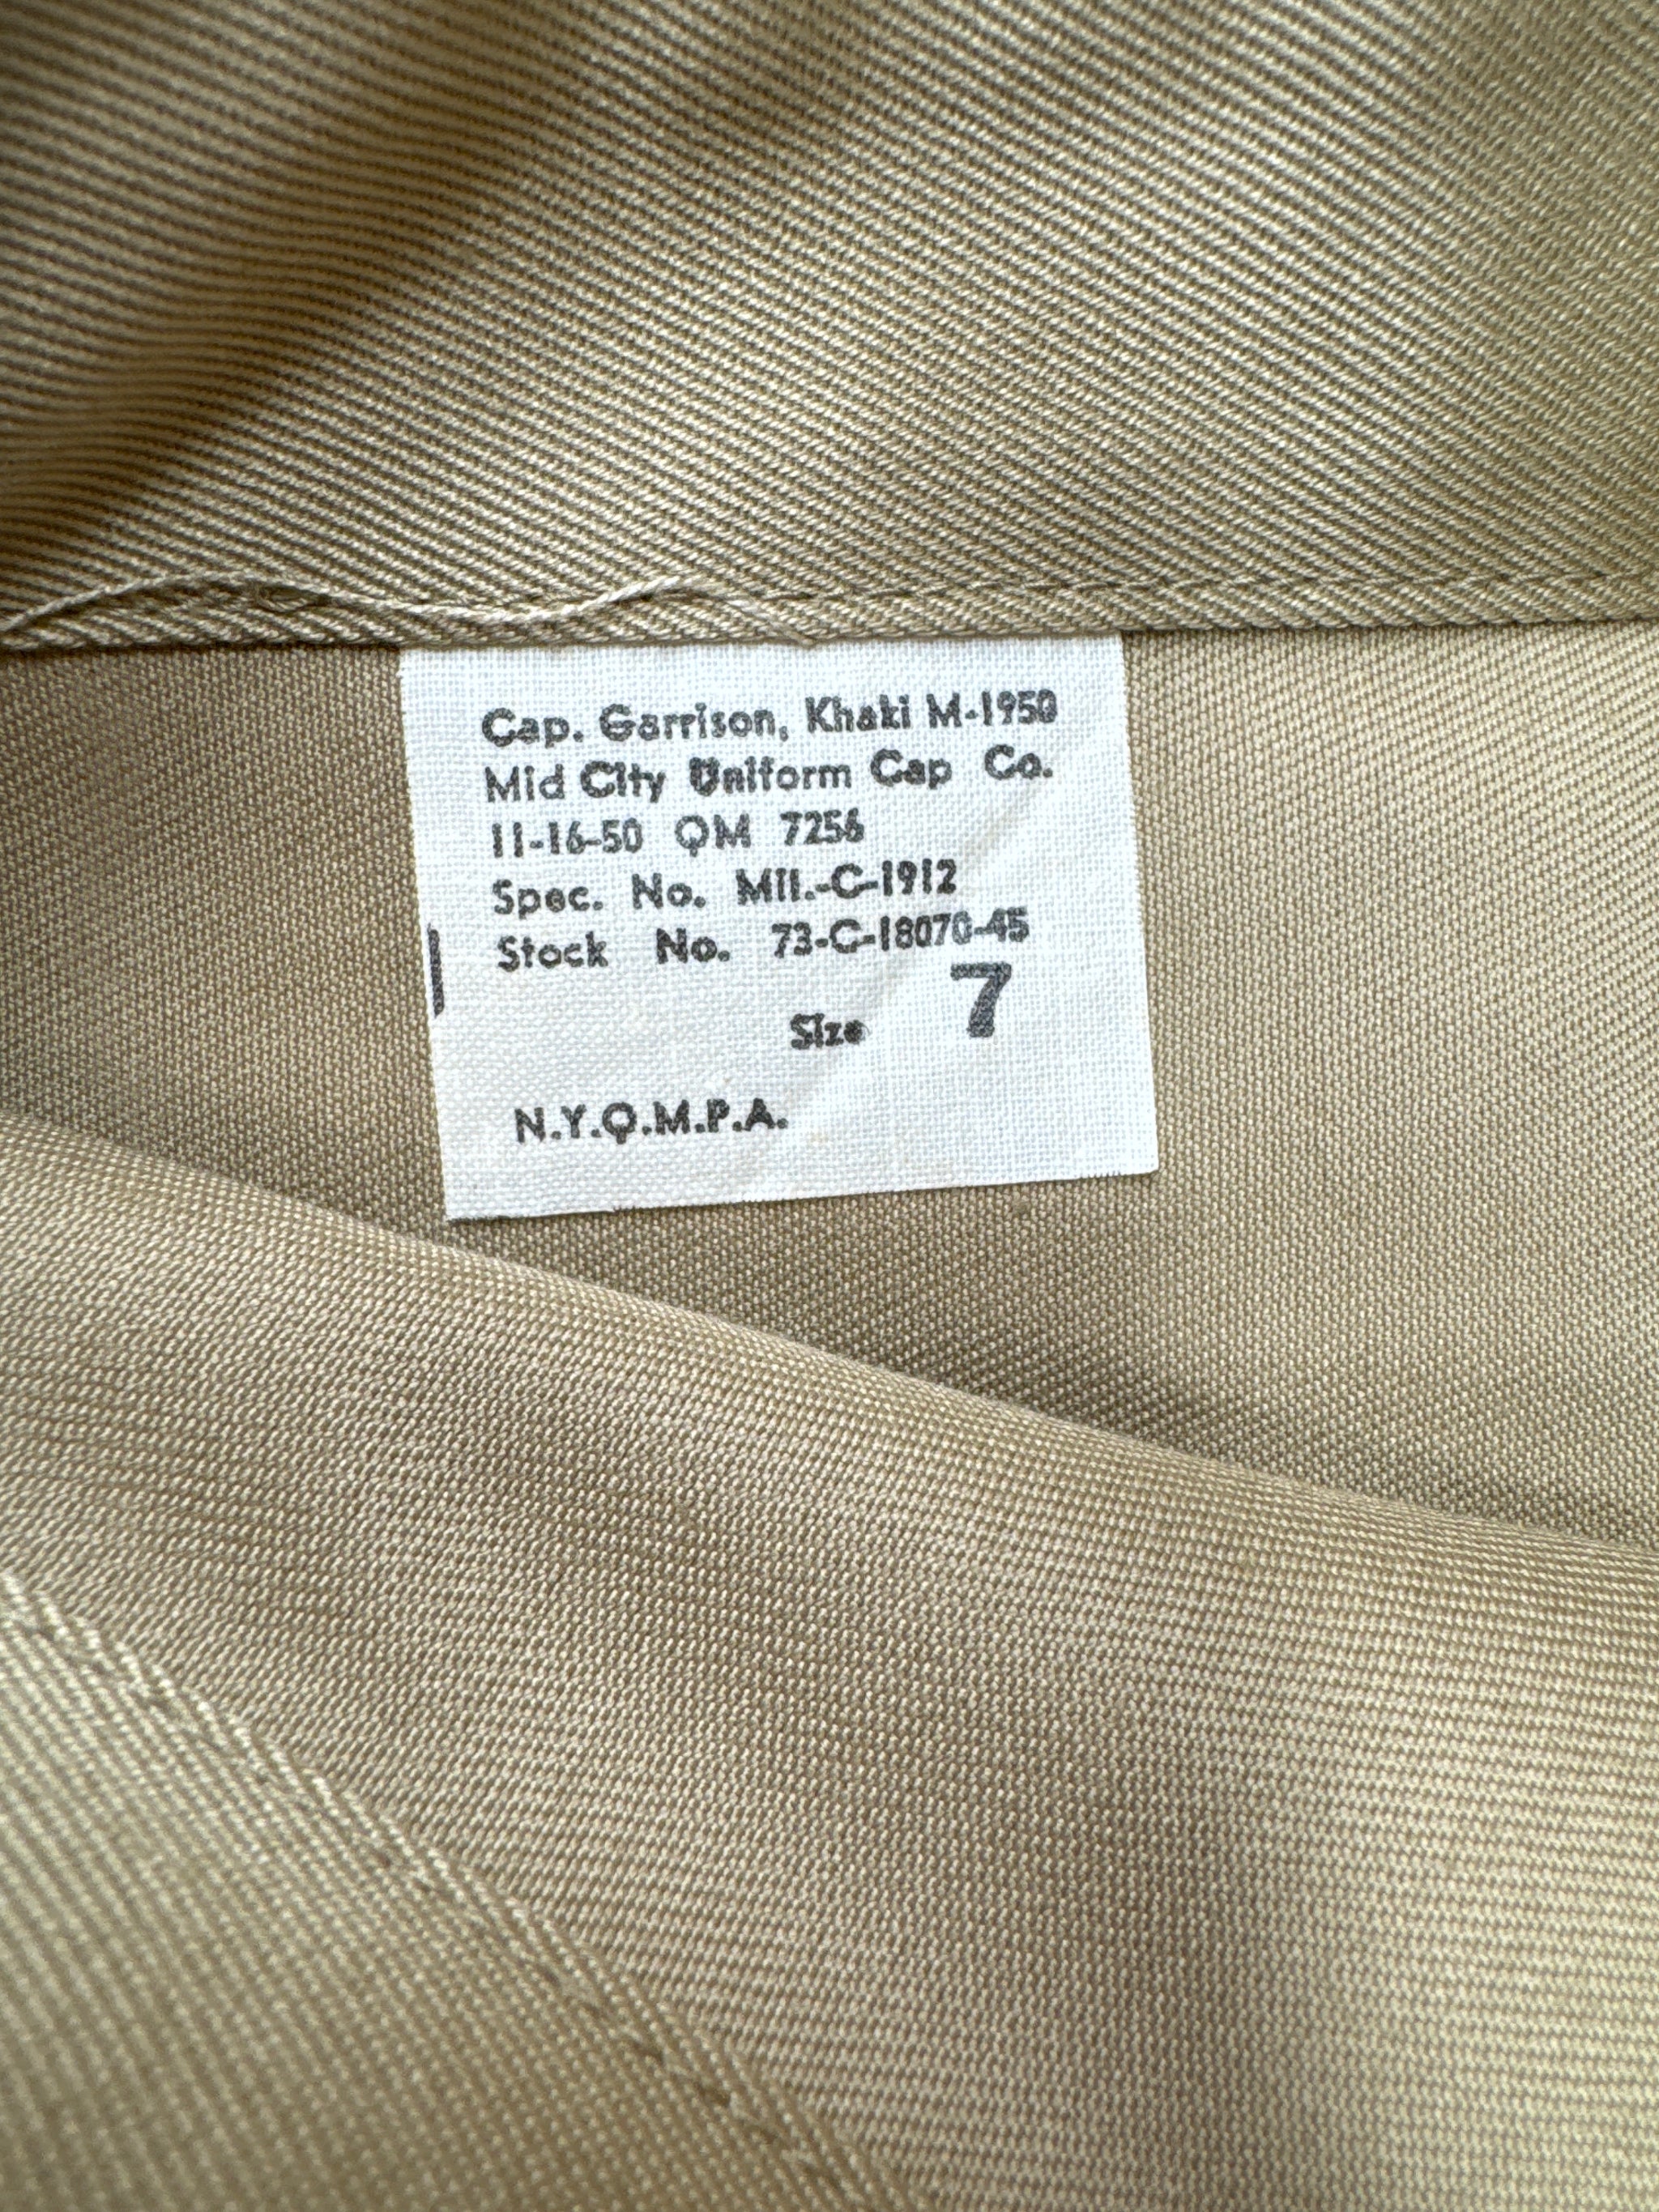 Cap. Garrison, Khaki M-1950
Mid City Uniform Cap Co.
11-16-50 QM 7256
Spec. No. MIL.-C-1912
Stock No. 73-C-18070-45
Size 7
N.Y.Q.M.P.A.